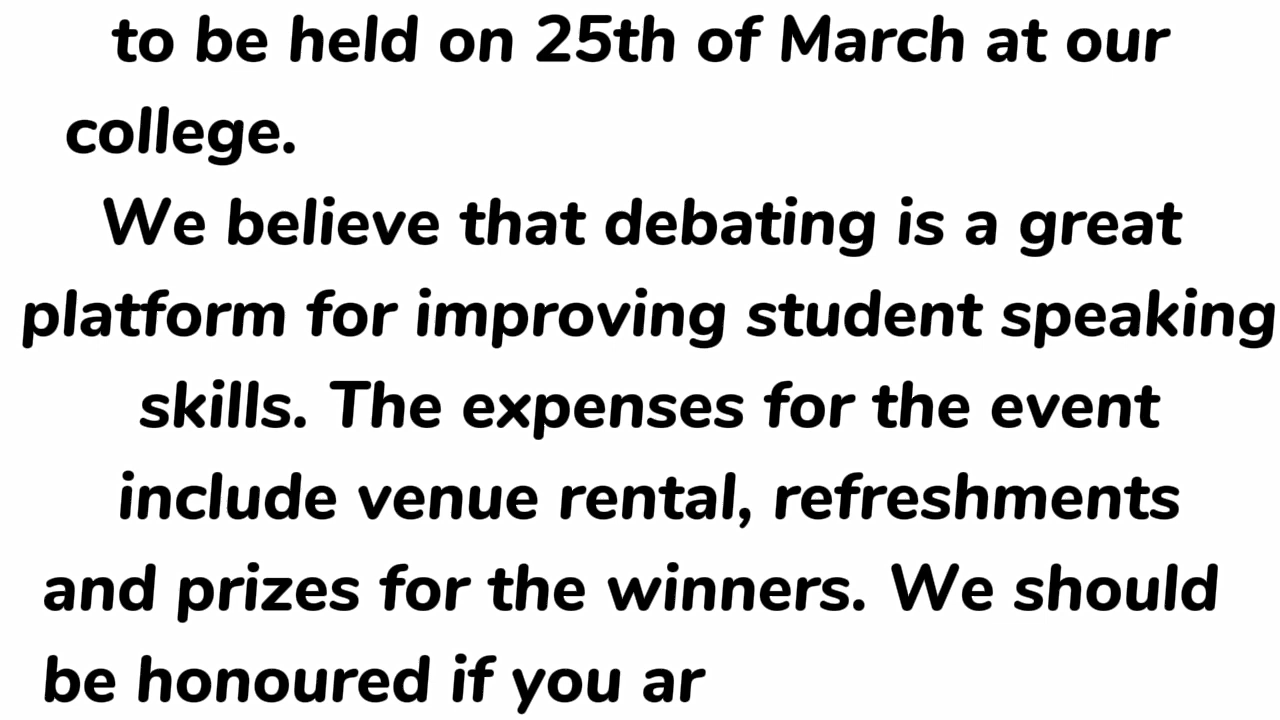 to be held on 25th of March at our
college.
We believe that debating is a great
platform for improving student speaking
skills. The expenses for the event
include venue rental, refreshments
and prizes for the winners. We should
be honoured if you ar